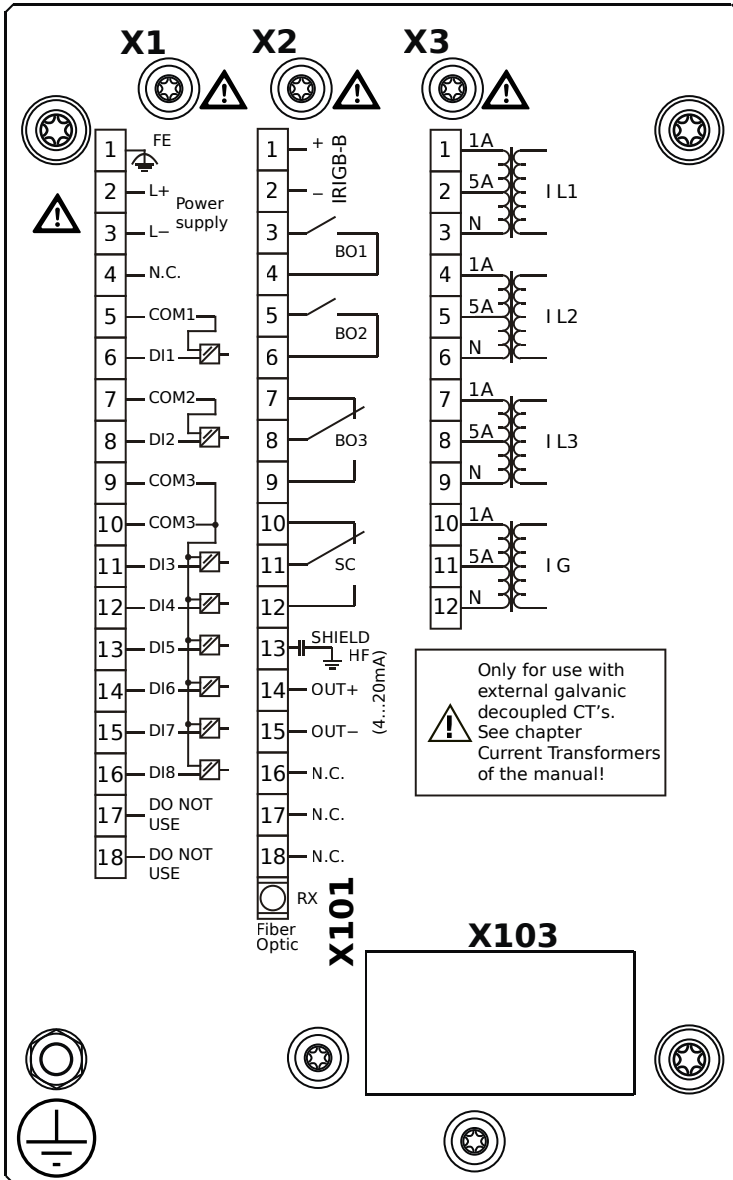 X1
X2
X3
1
FE
2
L+
Power
supply
3
L−
4
N.C.
5
COM1
6
DI1
7
COM2
8
DI2
9
COM3
10
COM3
11
DI3
12
DI4
13
DI5
14
DI6
15
DI7
16
DI8
17
DO NOT
USE
18
DO NOT
USE
1
+
2
−
IRIGB-B
3
BO1
4
5
BO2
6
7
8
BO3
9
10
11
SC
12
13
SHIELD
HF
14
OUT+
15
OUT−
(4...20mA)
16
N.C.
17
N.C.
18
N.C.
RX
Fiber
Optic
X101
1
1A
2
5A
I L1
3
N
4
1A
5
5A
I L2
6
N
7
1A
8
5A
I L3
9
N
10
1A
11
5A
I G
12
N
Only for use with
external galvanic
decoupled CT's.
See chapter
Current Transformers
of the manual!
X103